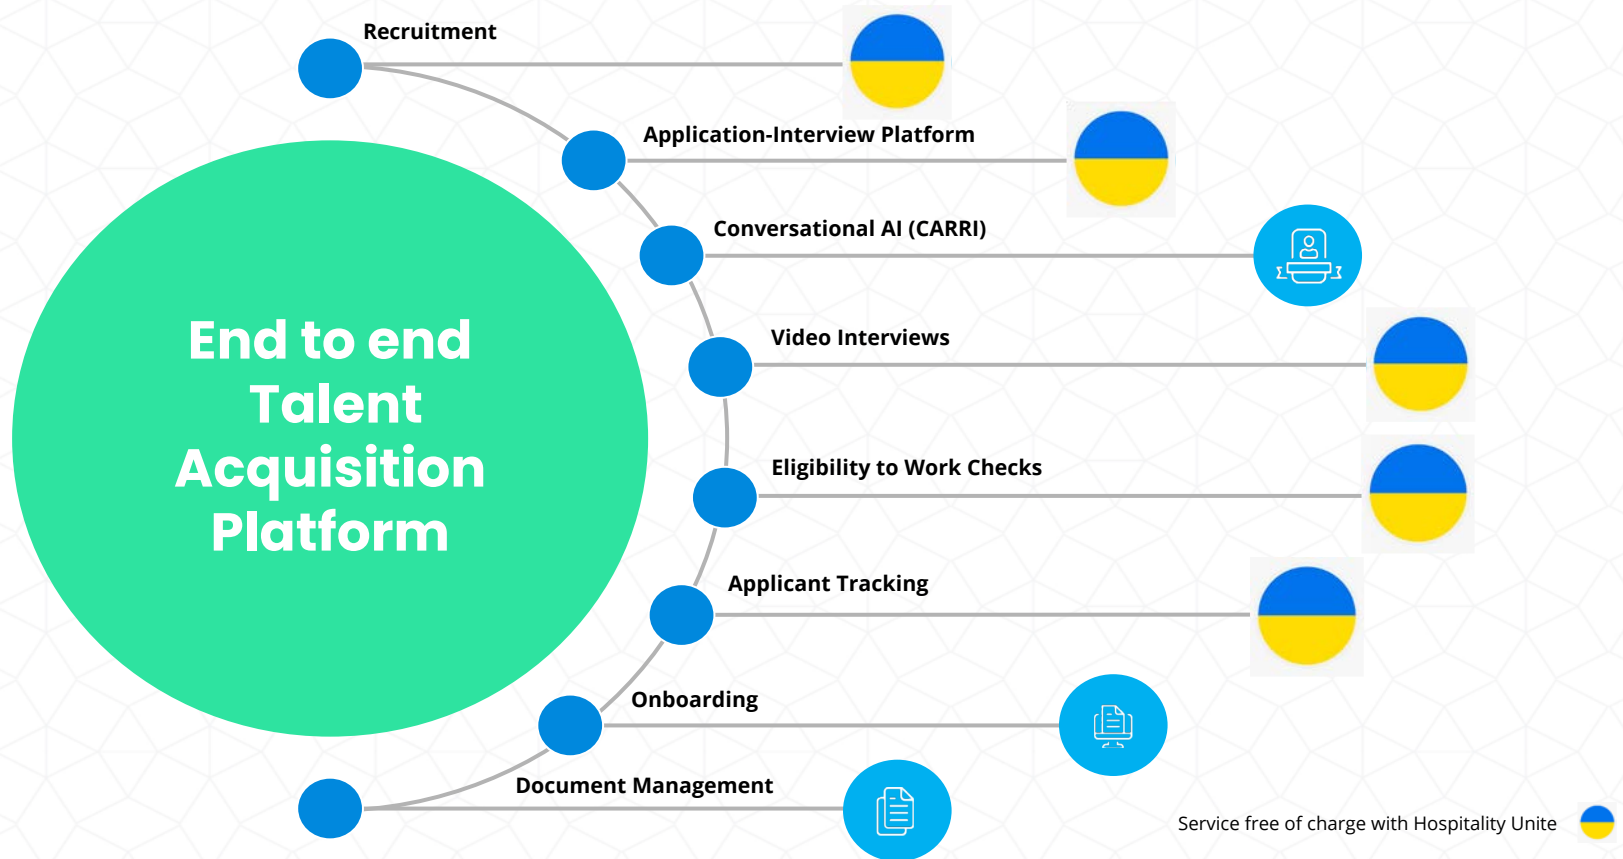 Recruitment
Application-Interview Platform
Conversational AI (CARRI)
Video Interviews
End to end
Talent
Acquisition
Platform
Eligibility to Work Checks
Applicant Tracking
Onboarding
Document Management
Service free of charge with Hospitality Unite